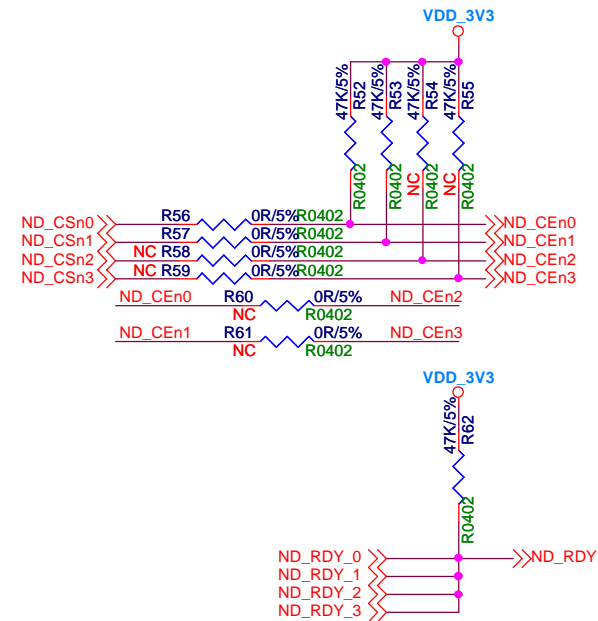 VDD_3V3
47K/5% R52 R0402
47K/5% R53 R0402
47K/5% R54 NC R0402
47K/5% R55 NC R0402
ND_CSn0 R56 0R/5% R0402 ND_CEn0
ND_CSn1 R57 0R/5% R0402 ND_CEn1
ND_CSn2 NC R58 0R/5% R0402 ND_CEn2
ND_CSn3 NC R59 0R/5% R0402 ND_CEn3
ND_CEn0 R60 0R/5% ND_CEn2
NC R0402
ND_CEn1 R61 0R/5% ND_CEn3
NC R0402
VDD_3V3
47K/5% R62
R0402
ND_RDY_0 ND_RDY
ND_RDY_1
ND_RDY_2
ND_RDY_3